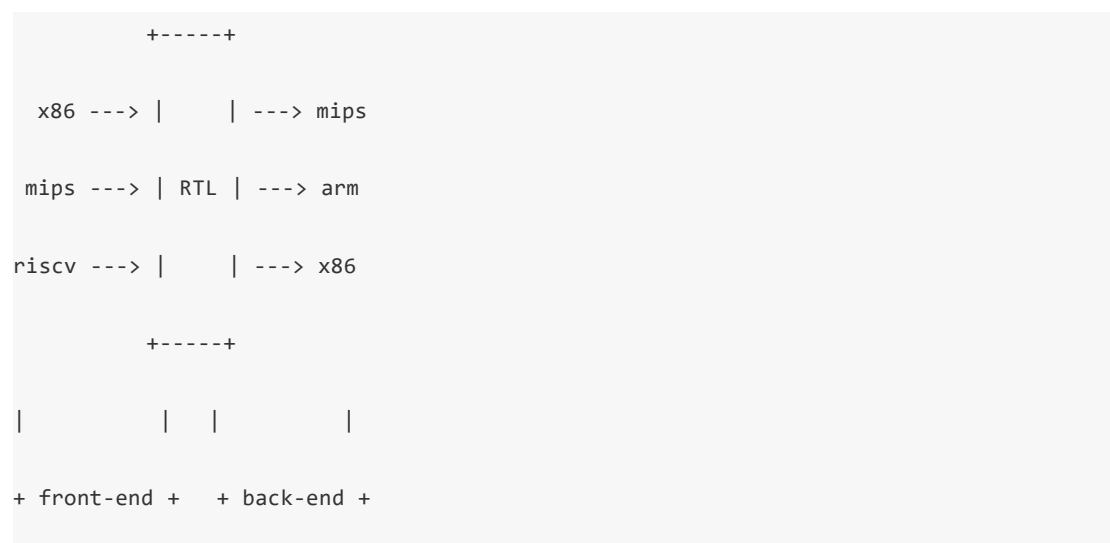 +-----+
  x86 ---> |     | ---> mips
 mips ---> | RTL | ---> arm
riscv ---> |     | ---> x86
          +-----+
|          |   |         |
+ front-end +   + back-end +